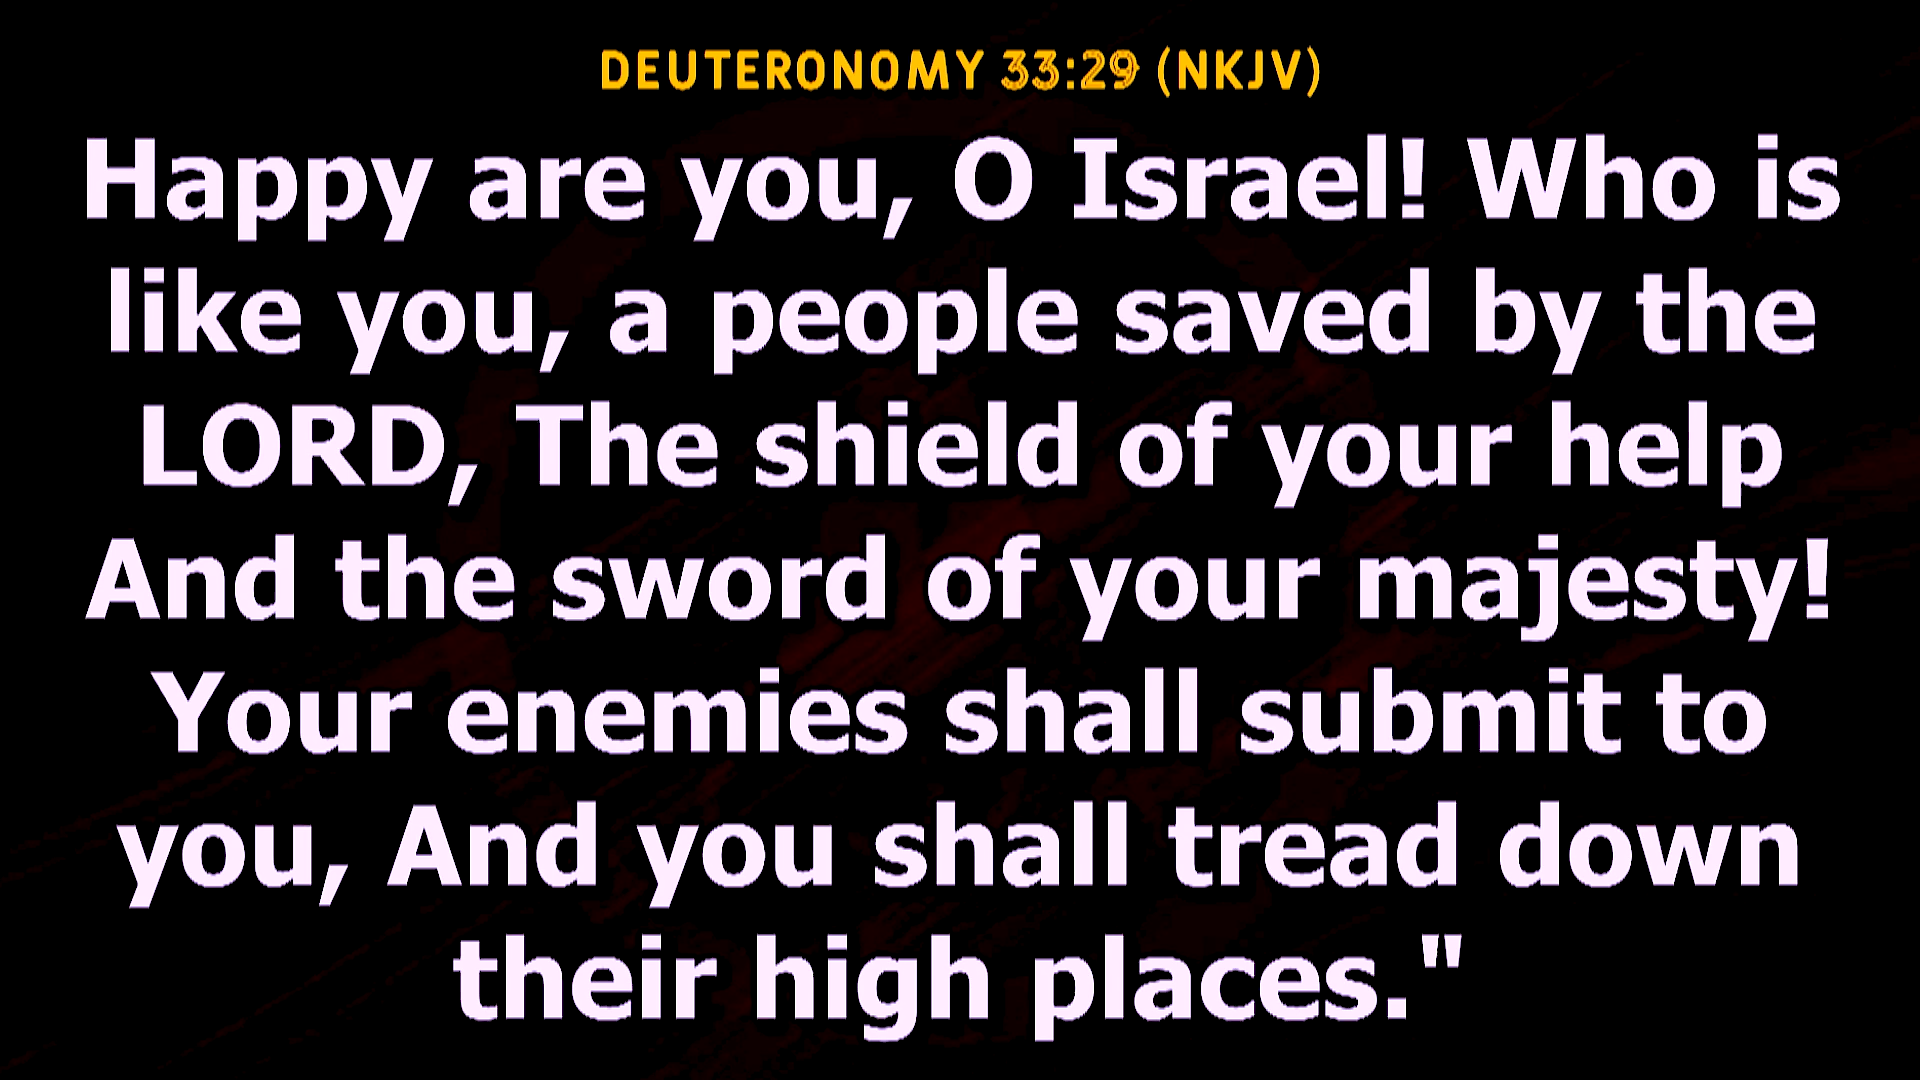 DEUTERONOMY 33:29 (NKJV)
Happy are you, O Israel! Who is
like you, a people saved by the
LORD, The shield of your help
And the sword of your majesty!
Your enemies shall submit to
you, And you shall tread down
their high places."